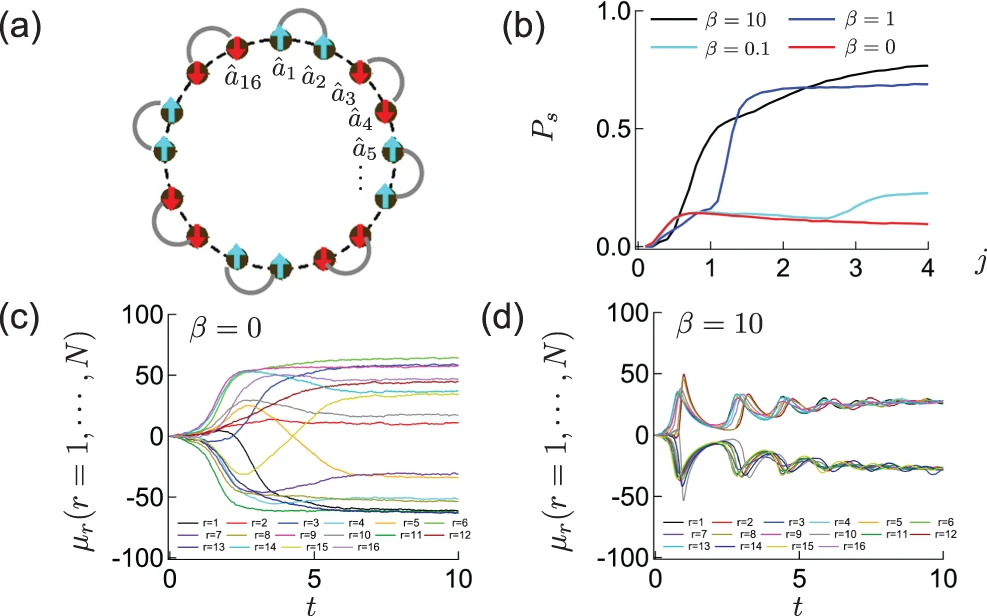 (a)
â₁₆ â₁ â₂ â₃ â₄ â₅ ⋮
(b)
β = 10
β = 1
β = 0.1
β = 0
1.0
0.5
0.0
Pₛ
0 1 2 3 4
j
(c)
β = 0
μᵣ(r = 1, ⋯ , N)
100
50
0
-50
-100
r=1 r=2 r=3 r=4 r=5 r=6
r=7 r=8 r=9 r=10 r=11 r=12
r=13 r=14 r=15 r=16
0 5 10
t
(d)
β = 10
μᵣ(r = 1, ⋯ , N)
100
50
0
-50
-100
r=1 r=2 r=3 r=4 r=5 r=6
r=7 r=8 r=9 r=10 r=11 r=12
r=13 r=14 r=15 r=16
0 5 10
t